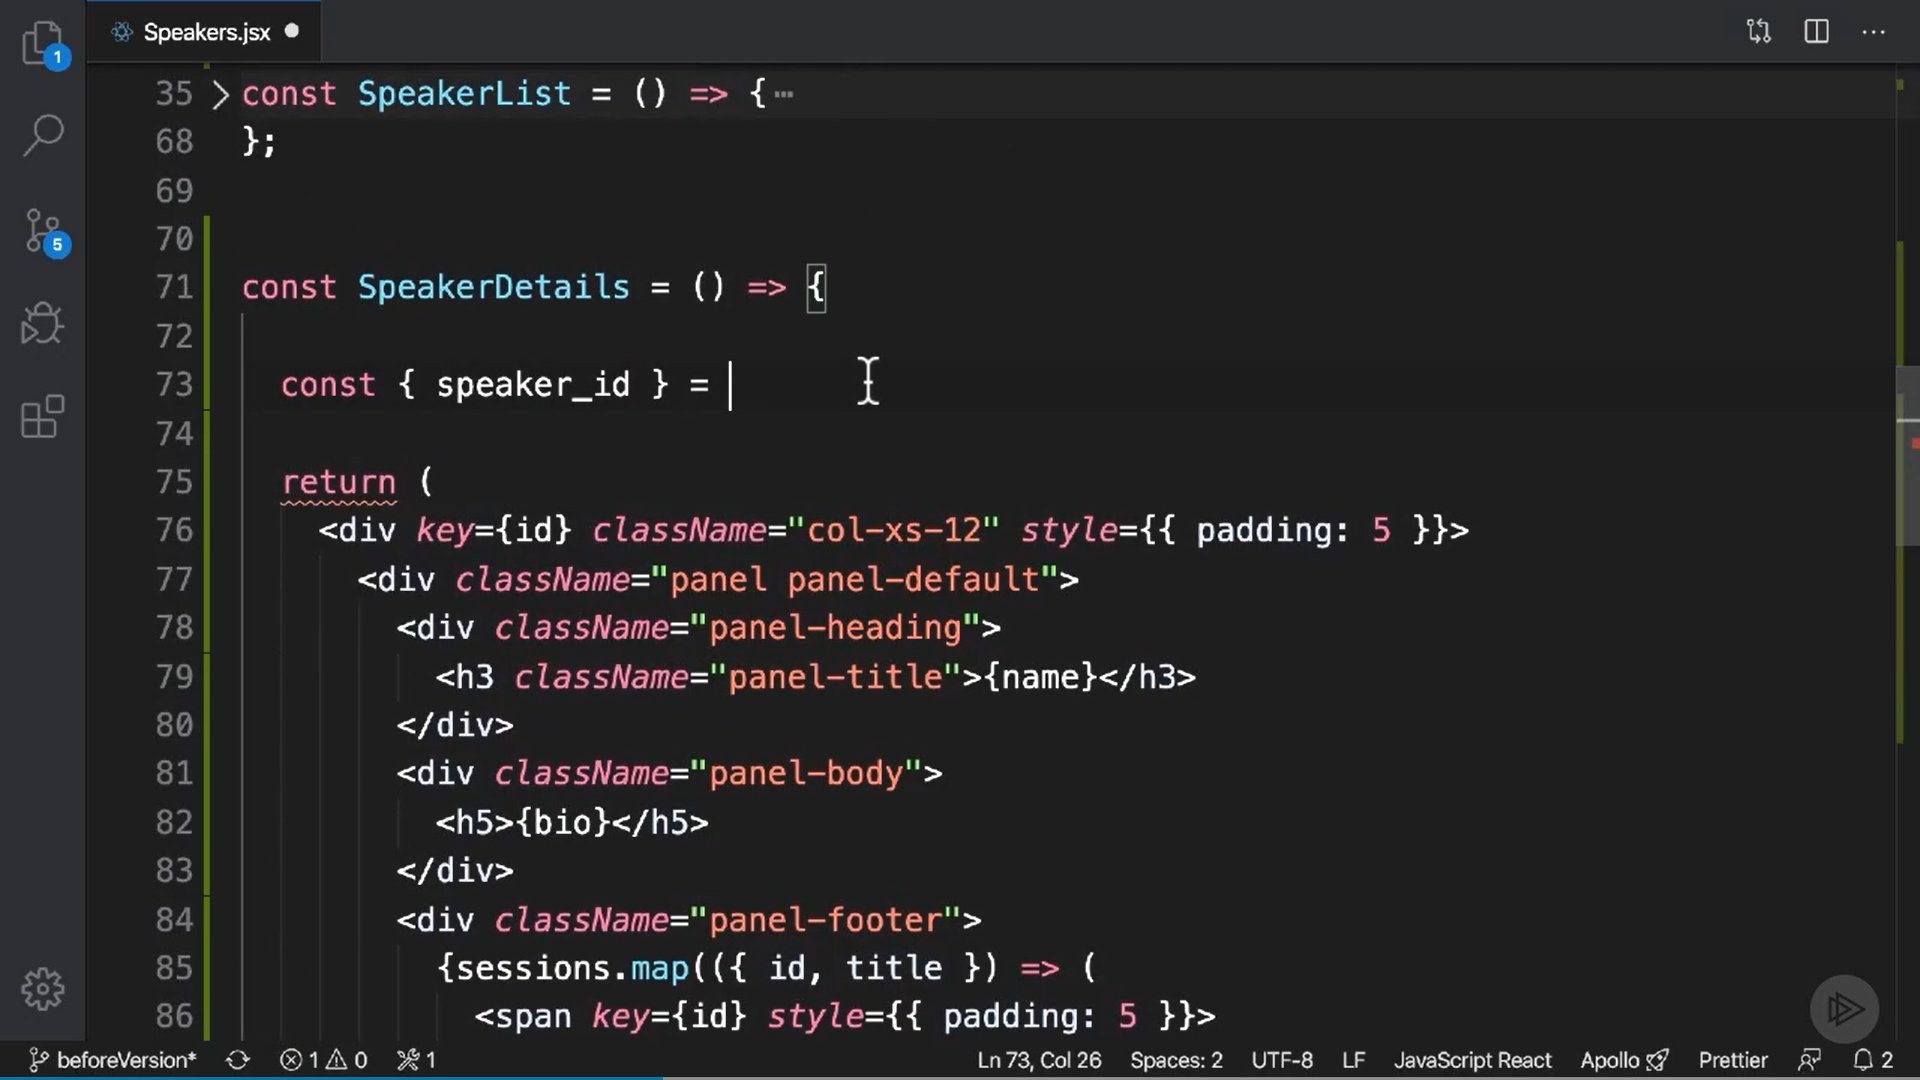 Speakers.jsx
1
5
35 const SpeakerList = () => {
68 };
69
70
71 const SpeakerDetails = () => {
72
73 const { speaker_id } =
74
75 return (
76 <div key={id} className="col-xs-12" style={{ padding: 5 }}>
77 <div className="panel panel-default">
78 <div className="panel-heading">
79 <h3 className="panel-title">{name}</h3>
80 </div>
81 <div className="panel-body">
82 <h5>{bio}</h5>
83 </div>
84 <div className="panel-footer">
85 {sessions.map(({ id, title }) => (
86 <span key={id} style={{ padding: 5 }}>
beforeVersion* 1 0 1 Ln 73, Col 26 Spaces: 2 UTF-8 LF JavaScript React Apollo Prettier 2